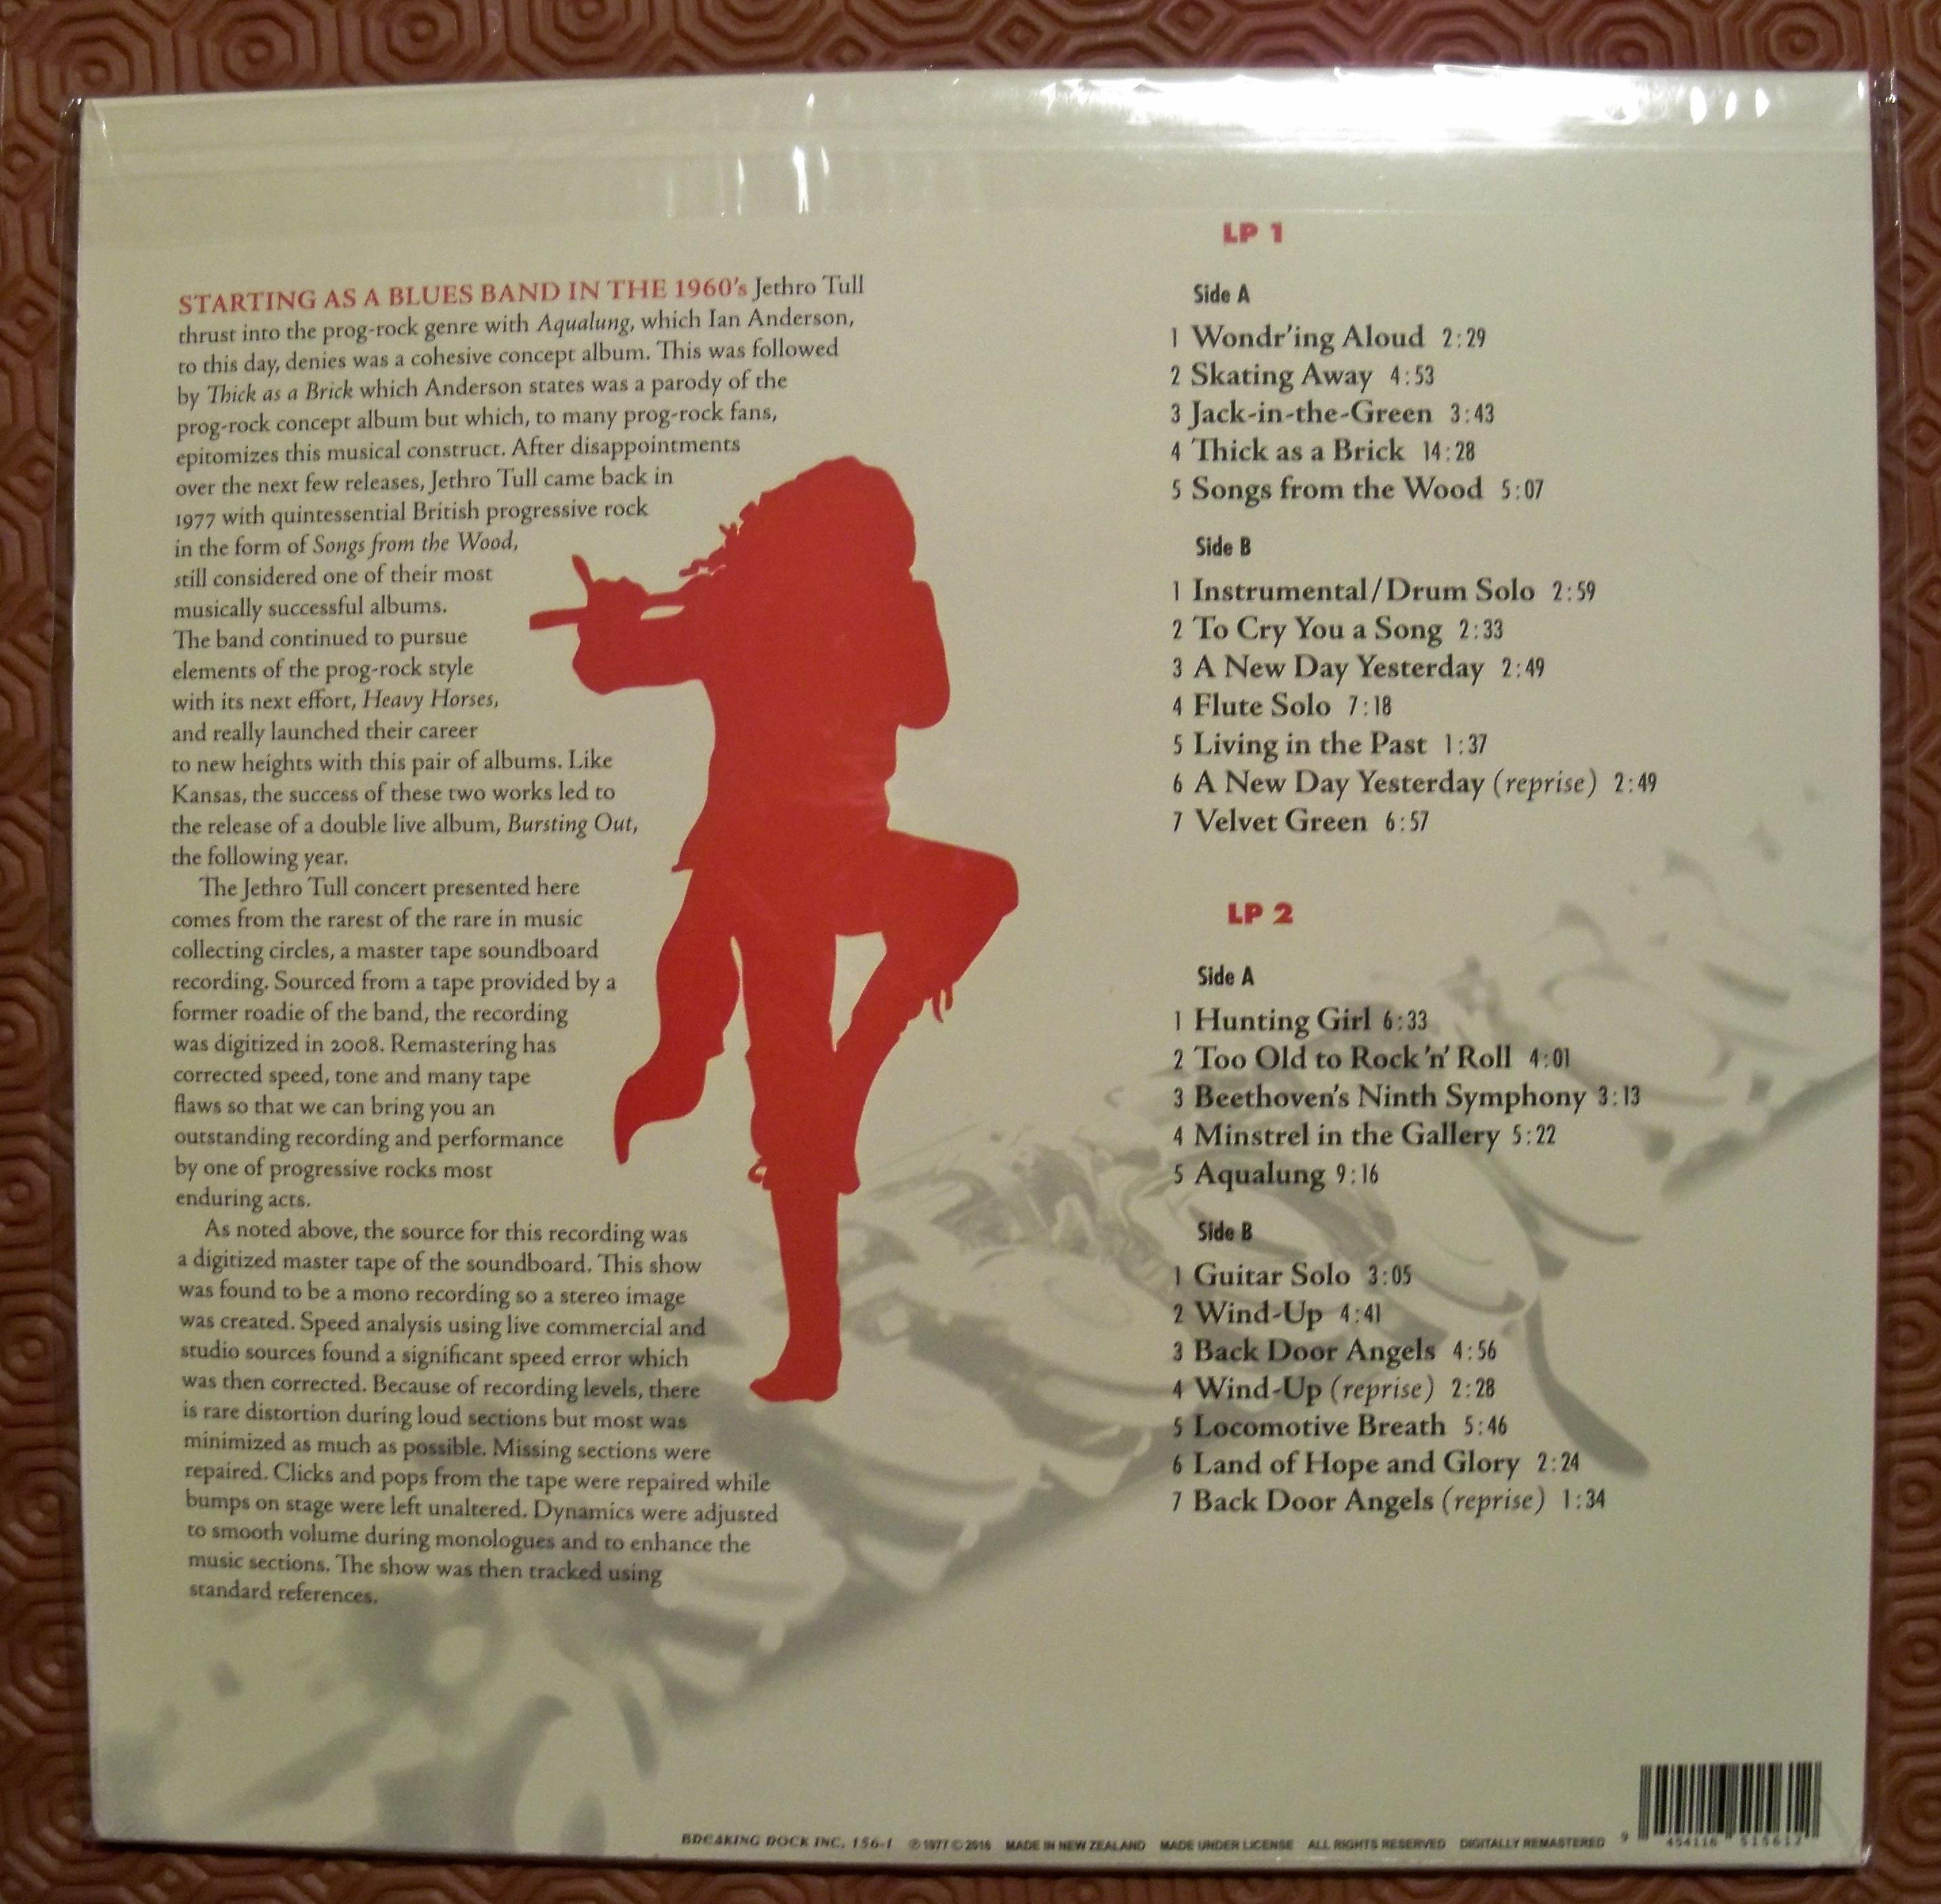 STARTING AS A BLUES BAND IN THE 1960's Jethro Tull
thrust into the prog-rock genre with Aqualung, which Ian Anderson,
to this day, denies was a cohesive concept album. This was followed
by Thick as a Brick which Anderson states was a parody of the
prog-rock concept album but which, to many prog-rock fans,
epitomizes this musical construct. After disappointments
over the next few releases, Jethro Tull came back in
1977 with quintessential British progressive rock
in the form of Songs from the Wood,
still considered one of their most
musically successful albums.
The band continued to pursue
elements of the prog-rock style
with its next effort, Heavy Horses,
and really launched their career
to new heights with this pair of albums. Like
Kansas, the success of these two works led to
the release of a double live album, Bursting Out,
the following year.
The Jethro Tull concert presented here
comes from the rarest of the rare in music
collecting circles, a master tape soundboard
recording. Sourced from a tape provided by a
former roadie of the band, the recording
was digitized in 2008. Remastering has
corrected speed, tone and many tape
flaws so that we can bring you an
outstanding recording and performance
by one of progressive rocks most
enduring acts.
As noted above, the source for this recording was
a digitized master tape of the soundboard. This show
was found to be a mono recording so a stereo image
was created. Speed analysis using live commercial and
studio sources found a significant speed error which
was then corrected. Because of recording levels, there
is rare distortion during loud sections but most was
minimized as much as possible. Missing sections were
repaired. Clicks and pops from the tape were repaired while
bumps on stage were left unaltered. Dynamics were adjusted
to smooth volume during monologues and to enhance the
music sections. The show was then tracked using
standard references.
LP 1
Side A
1 Wondr'ing Aloud 2:29
2 Skating Away 4:53
3 Jack-in-the-Green 3:43
4 Thick as a Brick 14:28
5 Songs from the Wood 5:07
Side B
1 Instrumental/Drum Solo 2:59
2 To Cry You a Song 2:33
3 A New Day Yesterday 2:49
4 Flute Solo 7:18
5 Living in the Past 1:37
6 A New Day Yesterday (reprise) 2:49
7 Velvet Green 6:57
LP 2
Side A
1 Hunting Girl 6:33
2 Too Old to Rock 'n' Roll 4:01
3 Beethoven's Ninth Symphony 3:13
4 Minstrel in the Gallery 5:22
5 Aqualung 9:16
Side B
1 Guitar Solo 3:05
2 Wind-Up 4:41
3 Back Door Angels 4:56
4 Wind-Up (reprise) 2:28
5 Locomotive Breath 5:46
6 Land of Hope and Glory 2:24
7 Back Door Angels (reprise) 1:34
BREAKING ROCK INC. 156-1 ℗ 1977 © 2016 MADE IN NEW ZEALAND MADE UNDER LICENSE ALL RIGHTS RESERVED DIGITALLY REMASTERED
9 454116 515612